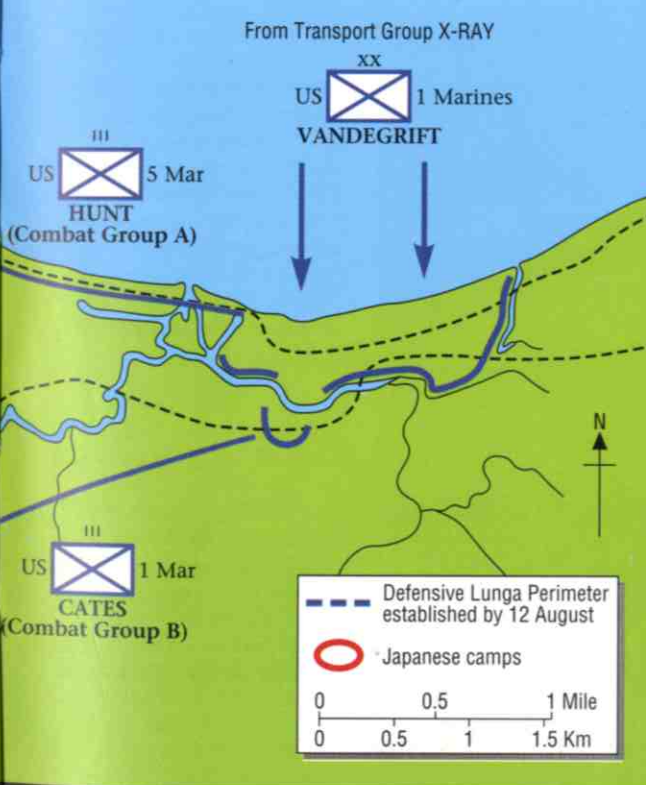 From Transport Group X-RAY
XX
US 1 Marines
VANDEGRIFT
III
US 5 Mar
HUNT
(Combat Group A)
N
III
US 1 Mar
CATES
(Combat Group B)
Defensive Lunga Perimeter
established by 12 August
Japanese camps
0 0.5 1 Mile
0 0.5 1 1.5 Km